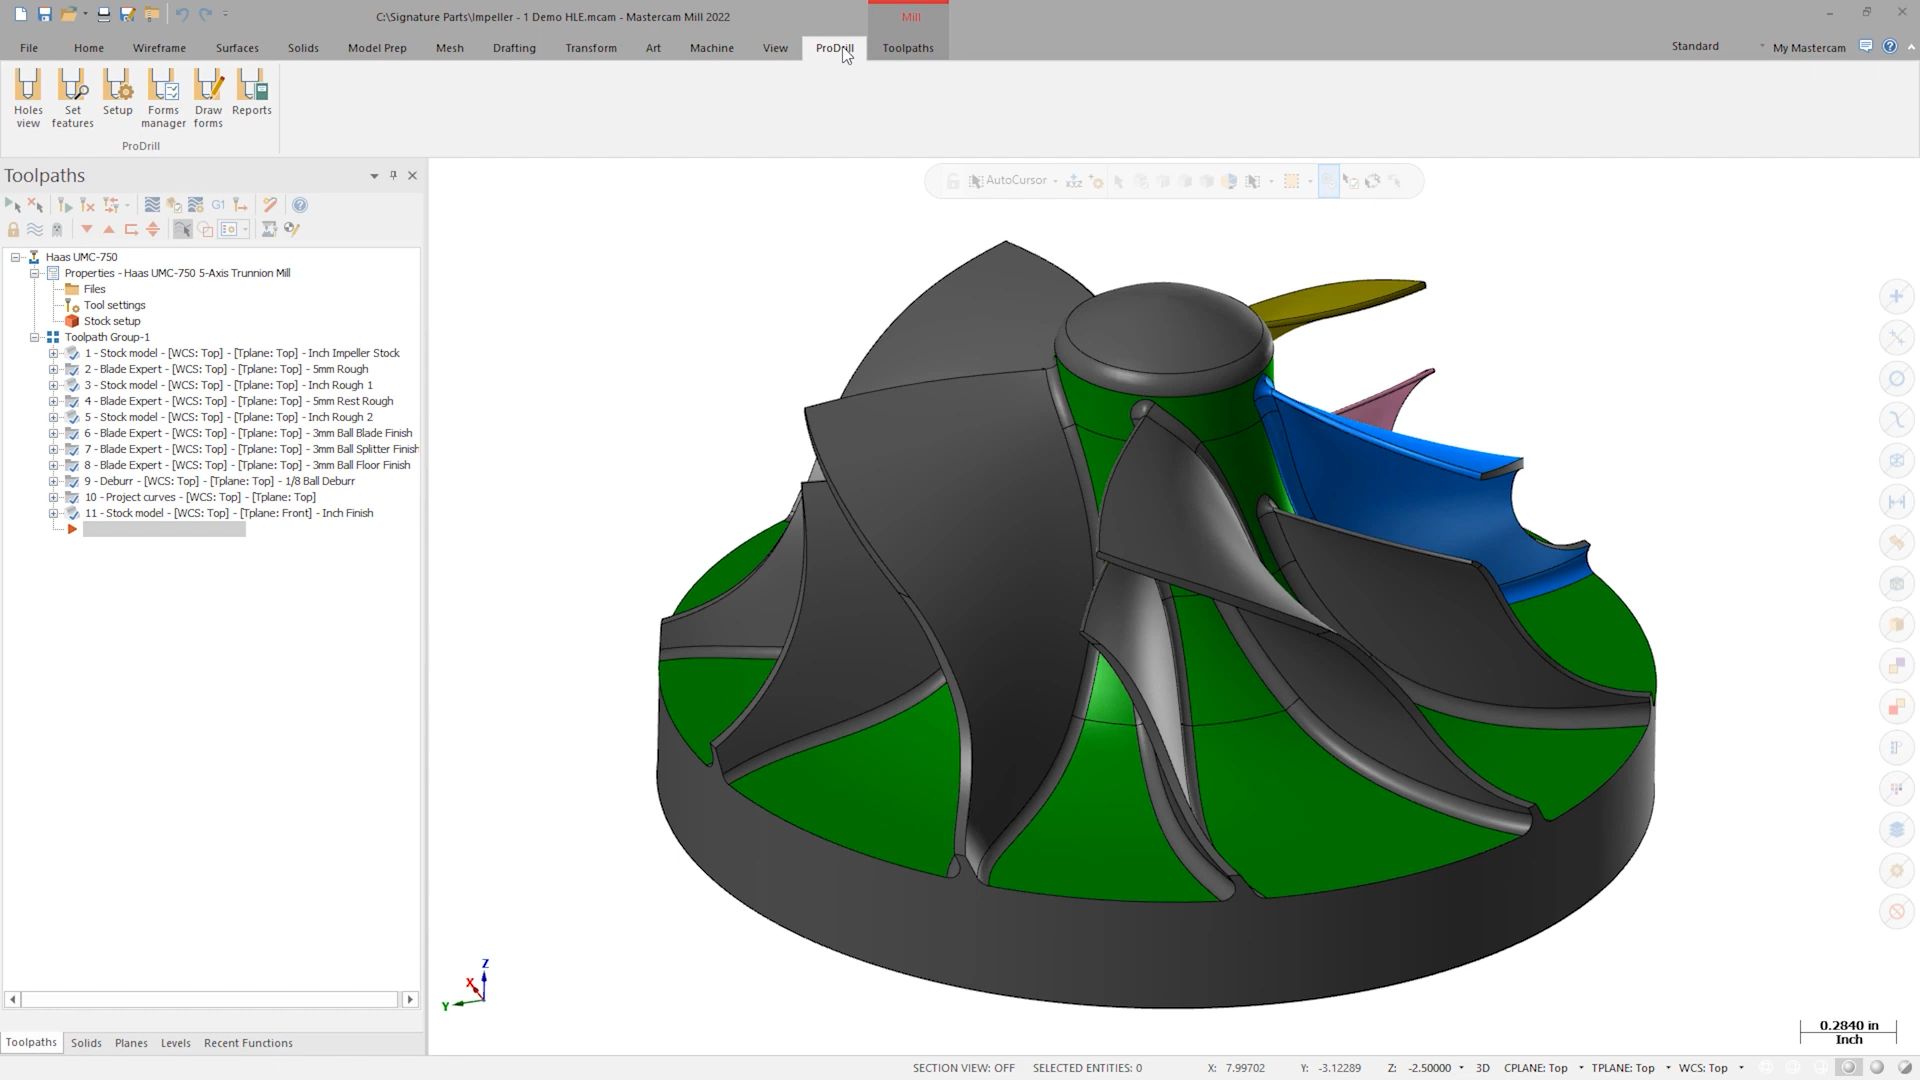 C:\Signature Parts\Impeller - 1 Demo HLE.mcam - Mastercam Mill 2022
Mill
File Home Wireframe Surfaces Solids Model Prep Mesh Drafting Transform Art Machine View ProDrill Toolpaths
Standard My Mastercam
Holes view
Set features
Setup
Forms manager
Draw forms
Reports
ProDrill
Toolpaths
AutoCursor
G1
Haas UMC-750
Properties - Haas UMC-750 5-Axis Trunnion Mill
Files
Tool settings
Stock setup
Toolpath Group-1
1 - Stock model - [WCS: Top] - [Tplane: Top] - Inch Impeller Stock
2 - Blade Expert - [WCS: Top] - [Tplane: Top] - 5mm Rough
3 - Stock model - [WCS: Top] - [Tplane: Top] - Inch Rough 1
4 - Blade Expert - [WCS: Top] - [Tplane: Top] - 5mm Rest Rough
5 - Stock model - [WCS: Top] - [Tplane: Top] - Inch Rough 2
6 - Blade Expert - [WCS: Top] - [Tplane: Top] - 3mm Ball Blade Finish
7 - Blade Expert - [WCS: Top] - [Tplane: Top] - 3mm Ball Splitter Finish
8 - Blade Expert - [WCS: Top] - [Tplane: Top] - 3mm Ball Floor Finish
9 - Deburr - [WCS: Top] - [Tplane: Top] - 1/8 Ball Deburr
10 - Project curves - [WCS: Top] - [Tplane: Top]
11 - Stock model - [WCS: Top] - [Tplane: Front] - Inch Finish
Z
X
Y
0.2840 in
Inch
Toolpaths Solids Planes Levels Recent Functions
SECTION VIEW: OFF SELECTED ENTITIES: 0 X: 7.99702 Y: -3.12289 Z: -2.50000 3D CPLANE: Top TPLANE: Top WCS: Top